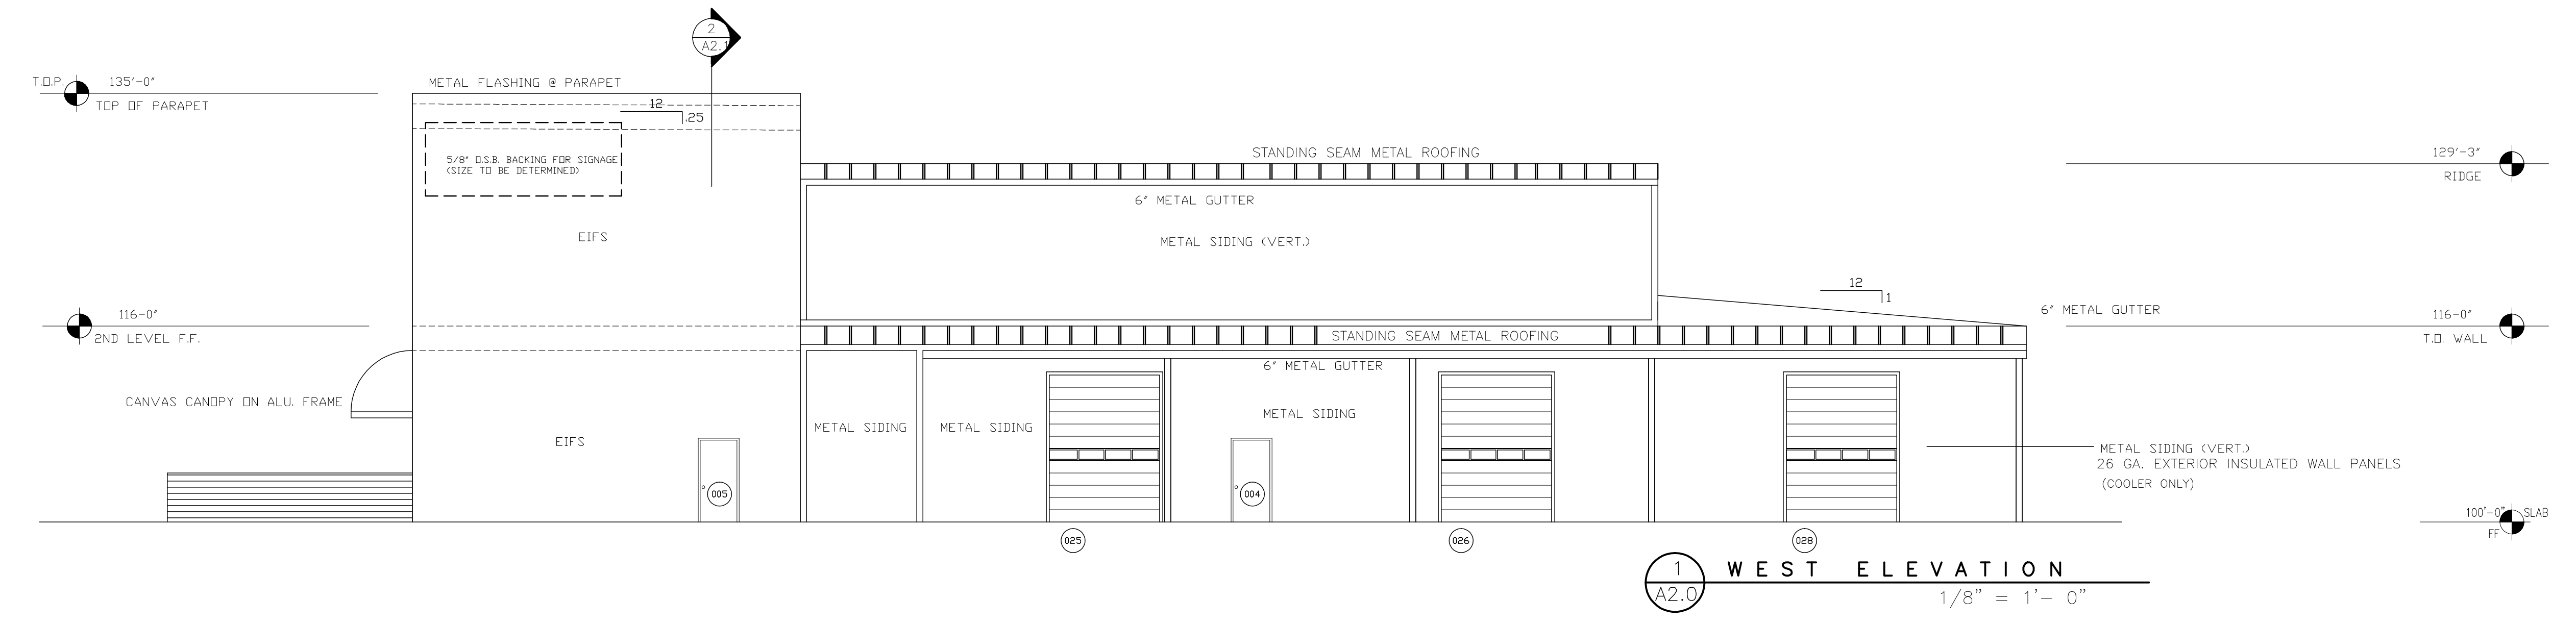 2
A2.1
T.O.P.
135'-0"
TOP OF PARAPET
METAL FLASHING @ PARAPET
12
.25
5/8" O.S.B. BACKING FOR SIGNAGE
(SIZE TO BE DETERMINED)
STANDING SEAM METAL ROOFING
129'-3"
RIDGE
6" METAL GUTTER
EIFS
METAL SIDING (VERT.)
12
1
116-0"
2ND LEVEL F.F.
6" METAL GUTTER
116-0"
T.O. WALL
STANDING SEAM METAL ROOFING
6" METAL GUTTER
CANVAS CANOPY ON ALU. FRAME
METAL SIDING
METAL SIDING
METAL SIDING
EIFS
METAL SIDING (VERT.)
26 GA. EXTERIOR INSULATED WALL PANELS
(COOLER ONLY)
005
004
100'-0" SLAB
FF
025
026
028
1
A2.0
WEST ELEVATION
1/8" = 1'- 0"